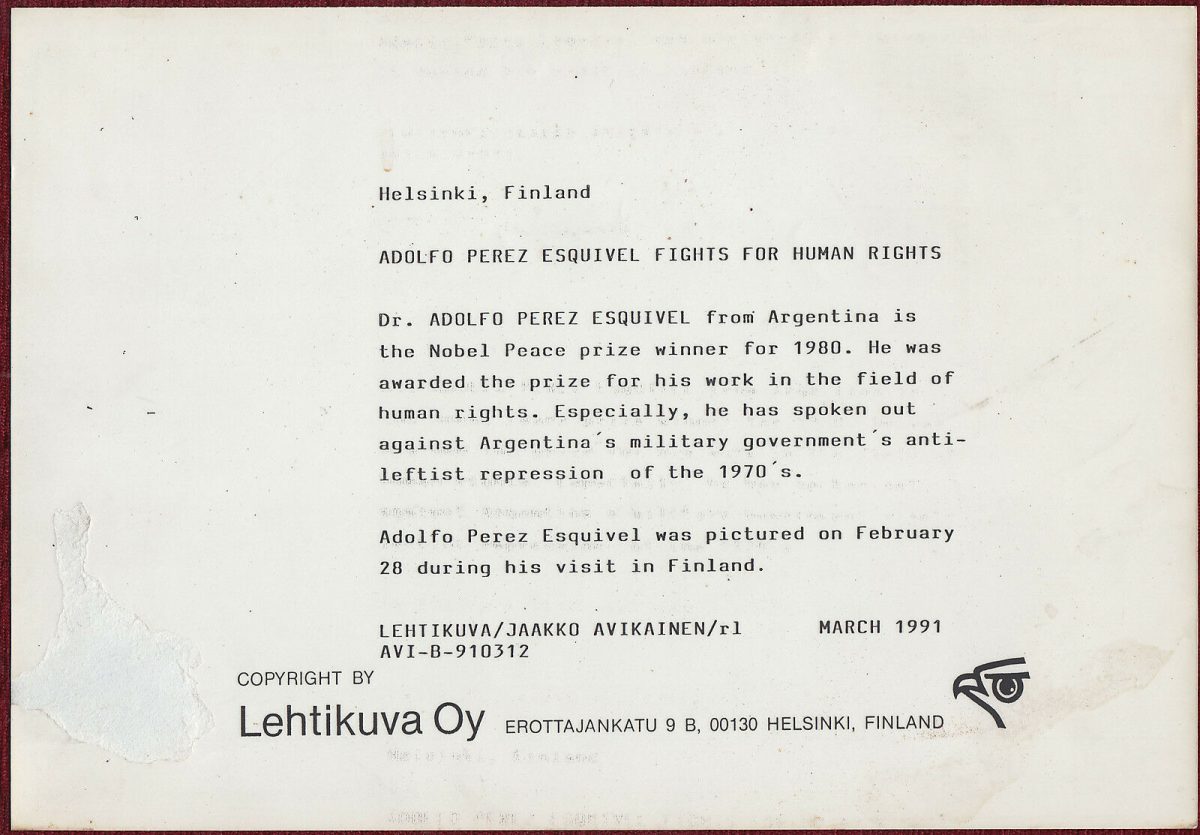 Helsinki, Finland
ADOLFO PEREZ ESQUIVEL FIGHTS FOR HUMAN RIGHTS
Dr. ADOLFO PEREZ ESQUIVEL from Argentina is
the Nobel Peace prize winner for 1980. He was
awarded the prize for his work in the field of
human rights. Especially, he has spoken out
against Argentina´s military government´s anti-
leftist repression of the 1970´s.
Adolfo Perez Esquivel was pictured on February
28 during his visit in Finland.
LEHTIKUVA/JAAKKO AVIKAINEN/rl MARCH 1991
AVI-B-910312
COPYRIGHT BY
Lehtikuva Oy EROTTAJANKATU 9 B, 00130 HELSINKI, FINLAND